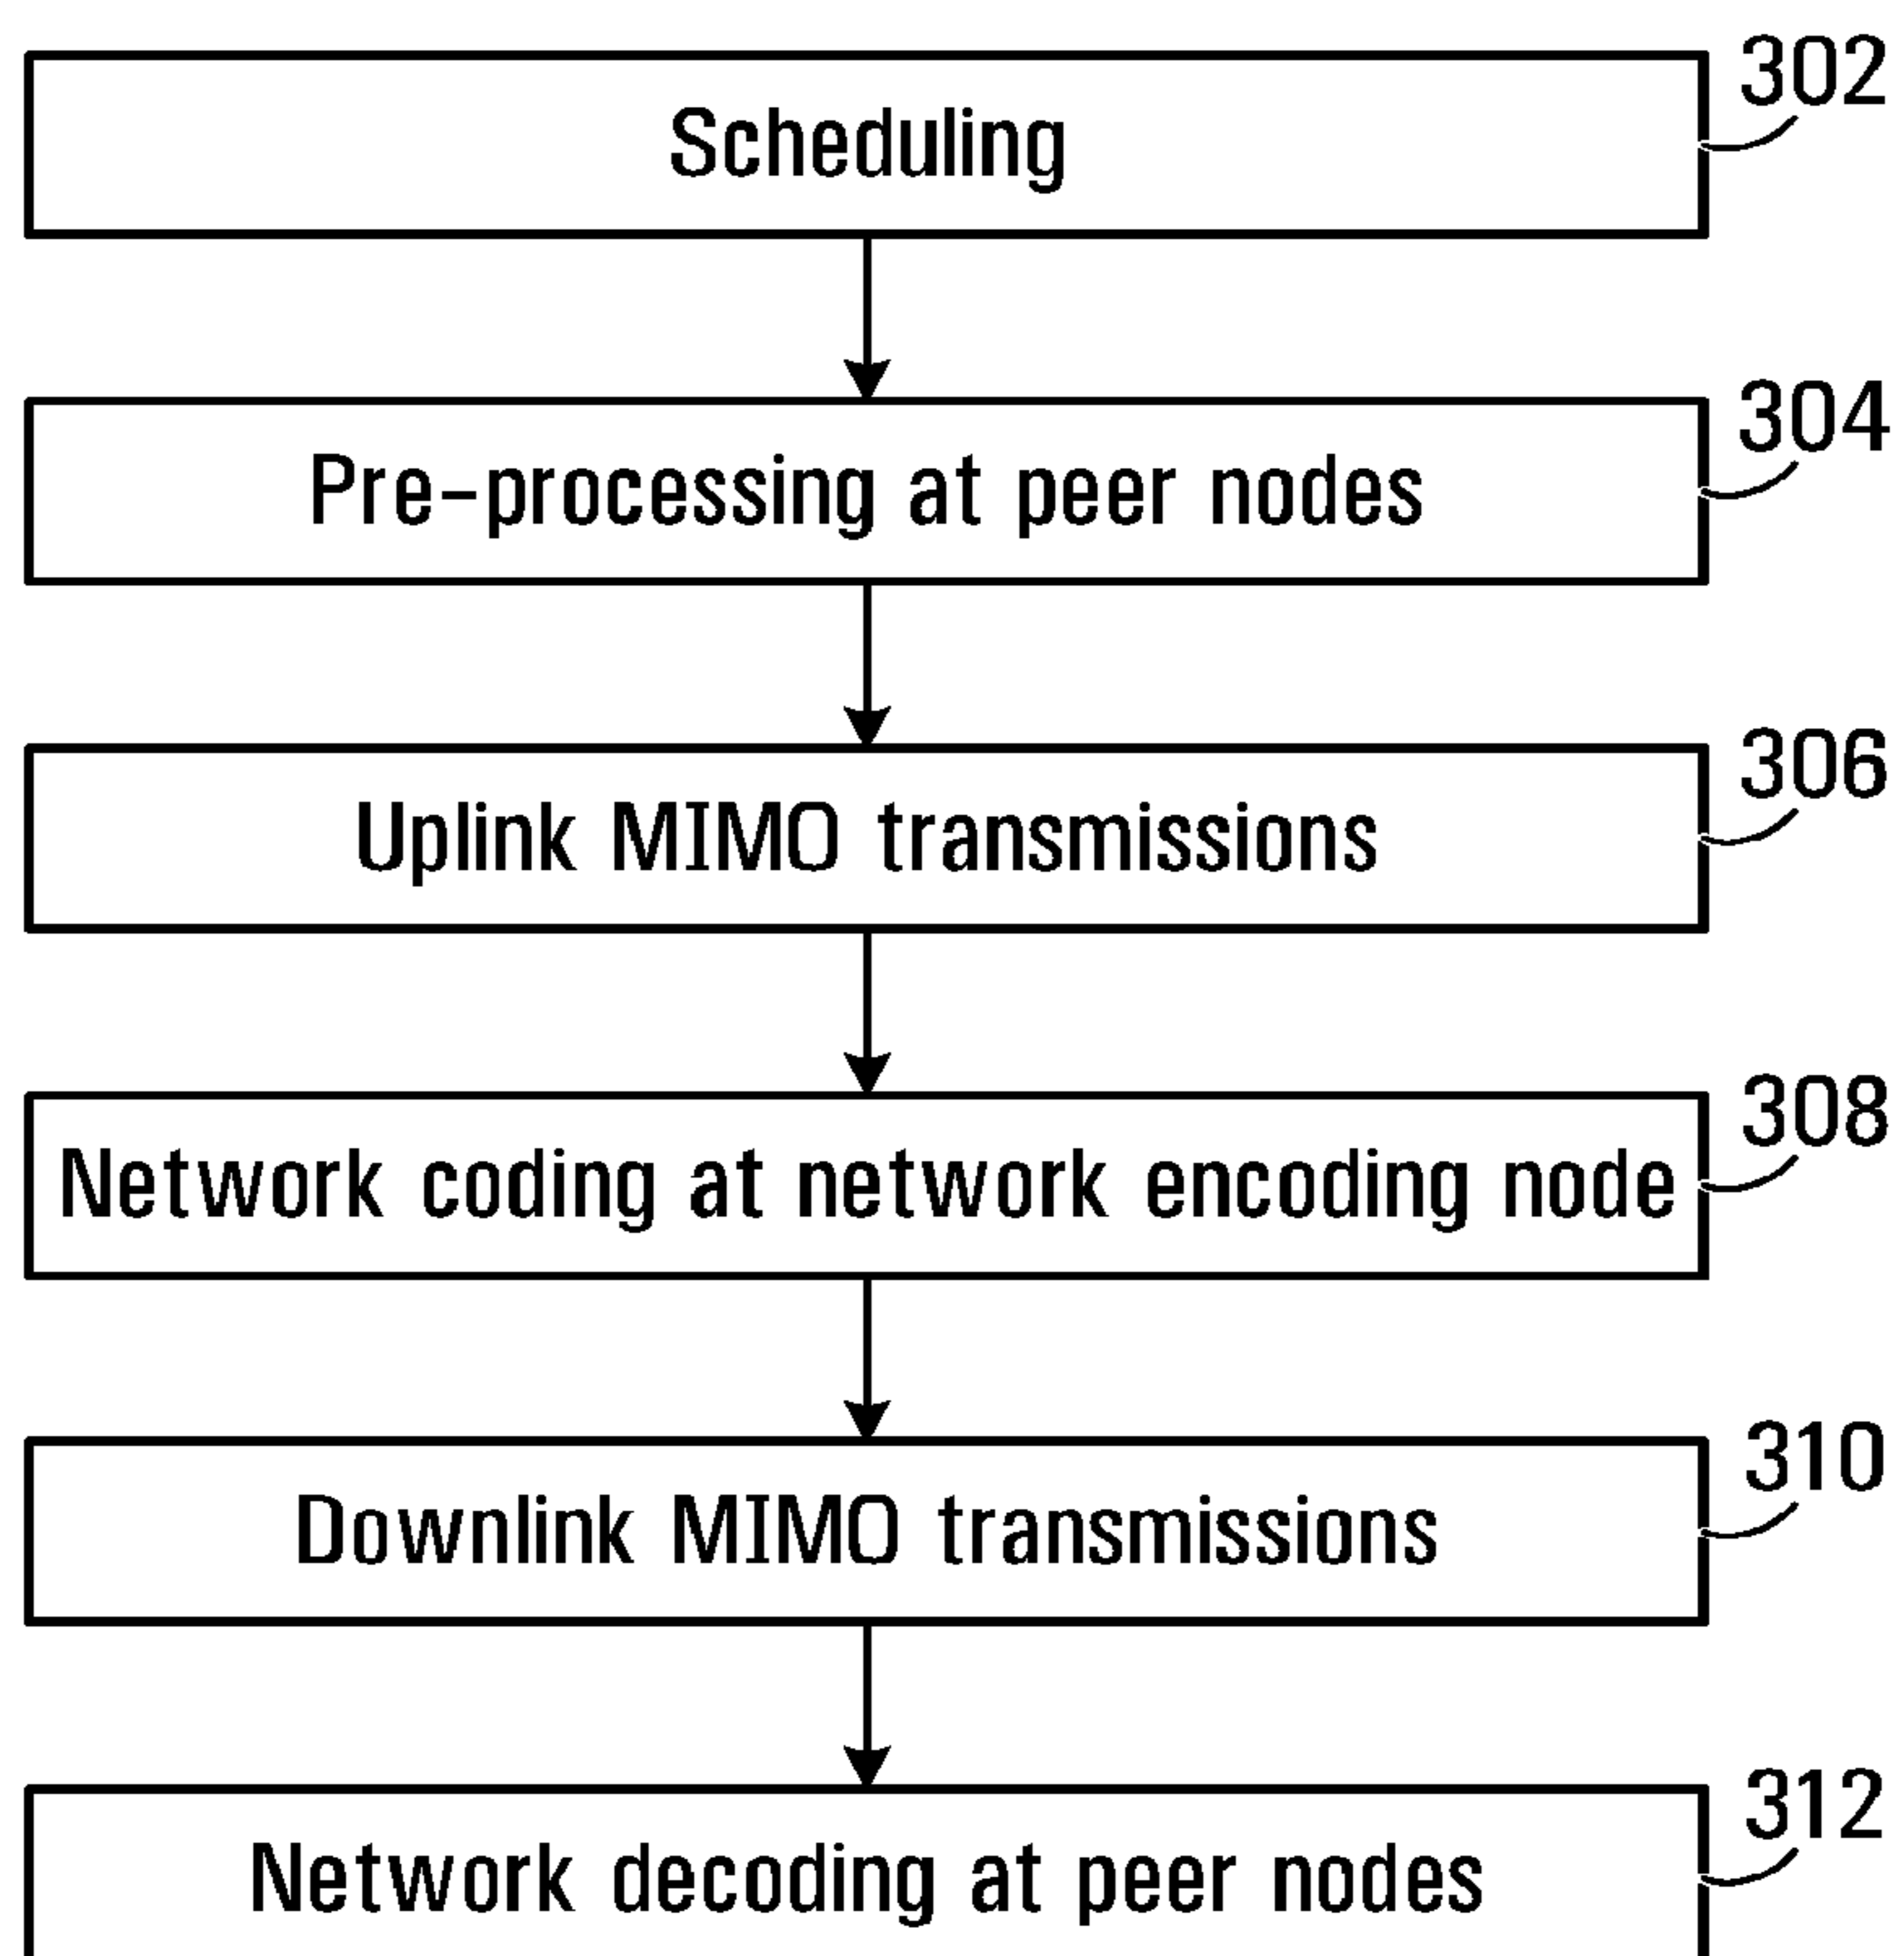 302
Scheduling
304
Pre-processing at peer nodes
306
Uplink MIMO transmissions
308
Network coding at network encoding node
310
Downlink MIMO transmissions
312
Network decoding at peer nodes